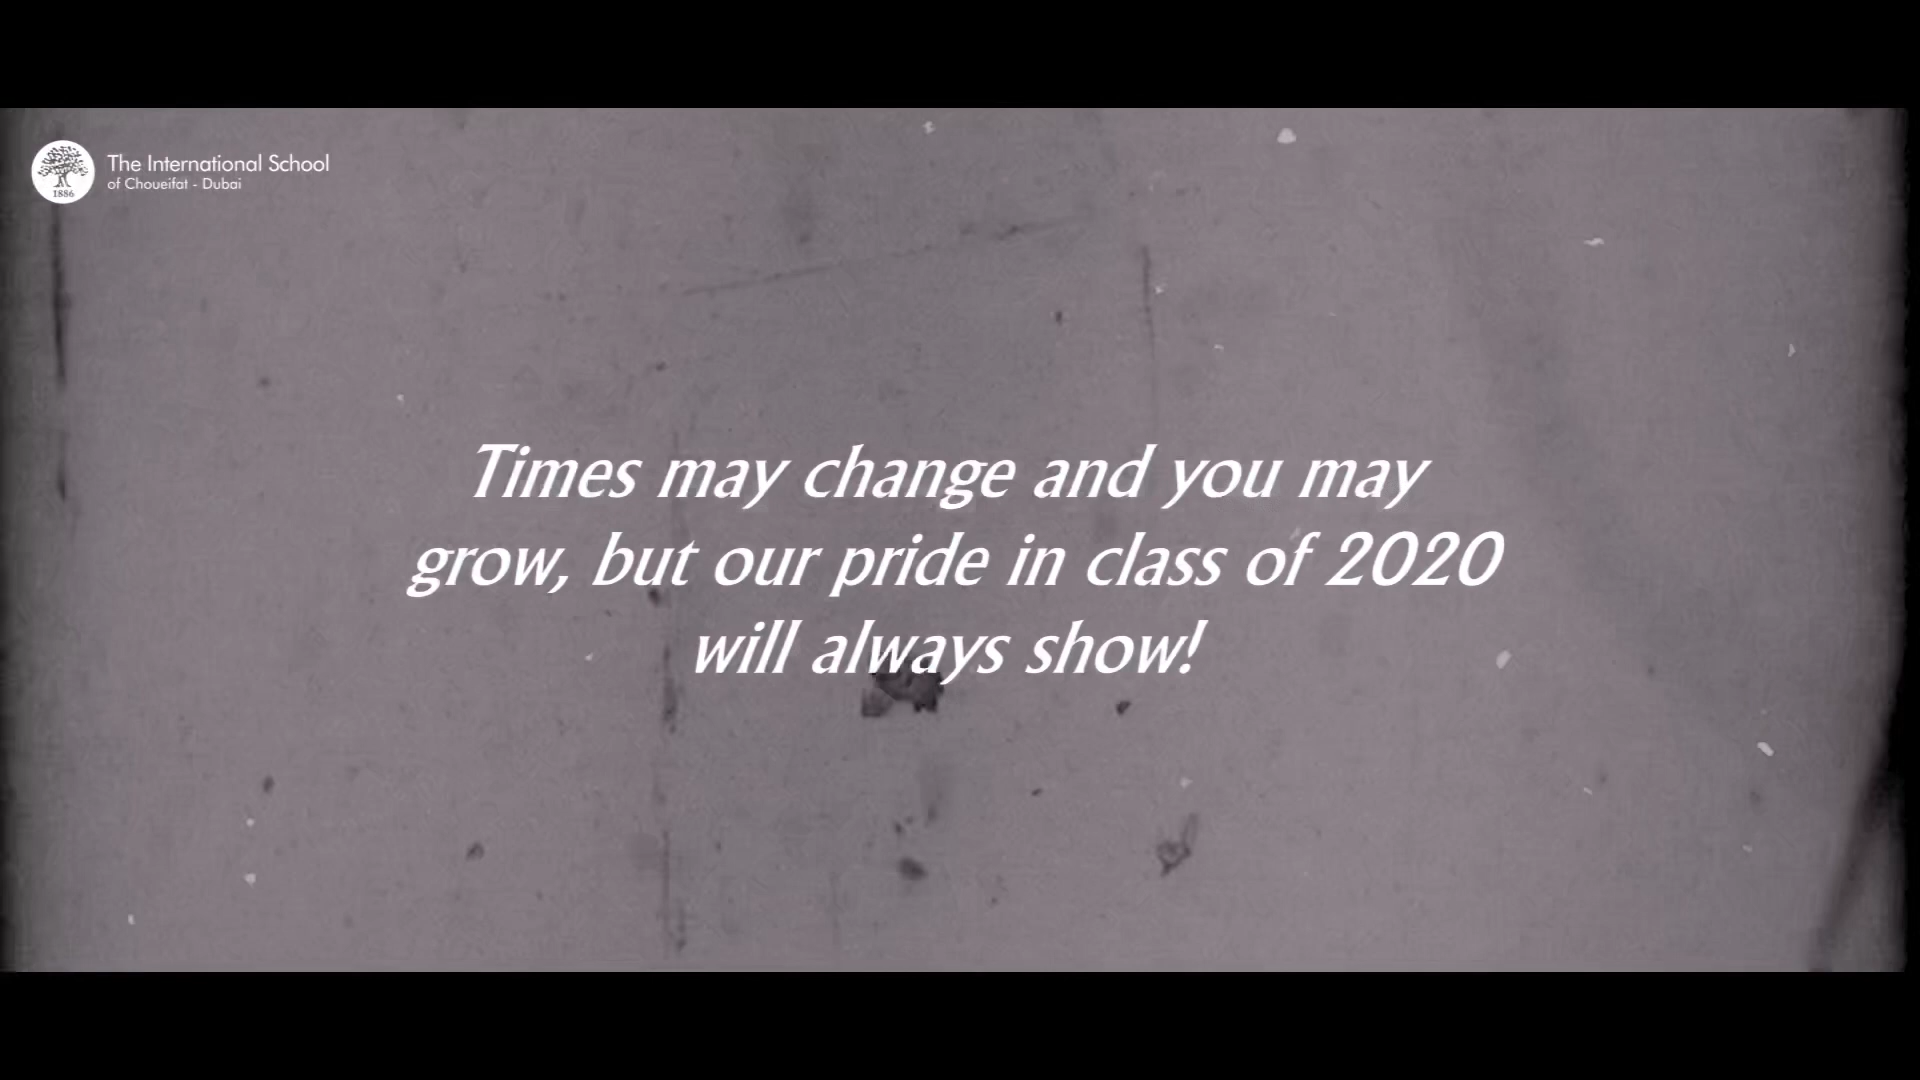 The International School
of Choueifat - Dubai
1886
Times may change and you may
grow, but our pride in class of 2020
will always show!